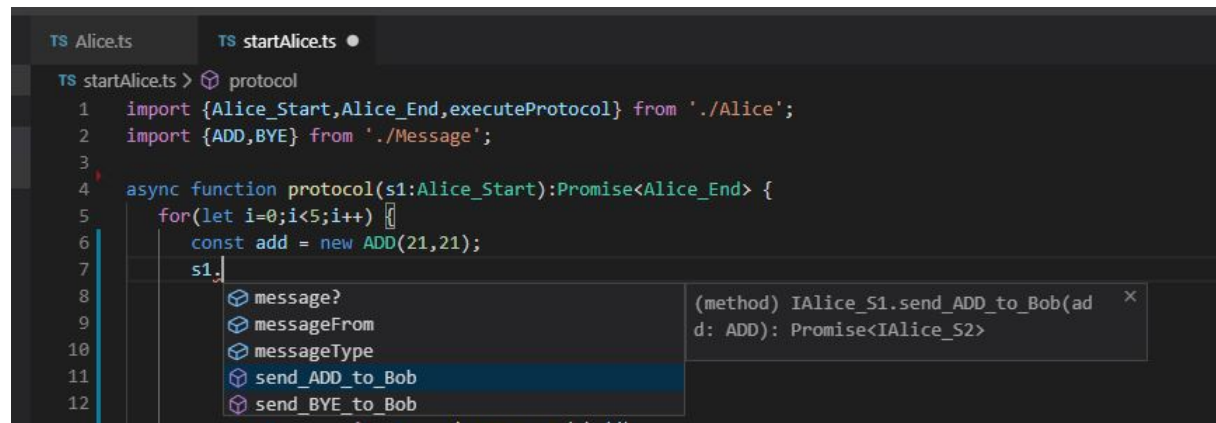 TS Alice.ts TS startAlice.ts
TS startAlice.ts > protocol
1 import {Alice_Start,Alice_End,executeProtocol} from './Alice';
2 import {ADD,BYE} from './Message';
3
4 async function protocol(s1:Alice_Start):Promise<Alice_End> {
5 for(let i=0;i<5;i++) {
6 const add = new ADD(21,21);
7 s1.
8 message? (method) IAlice_S1.send_ADD_to_Bob(ad
9 messageFrom d: ADD): Promise<IAlice_S2>
10 messageType
11 send_ADD_to_Bob
12 send_BYE_to_Bob